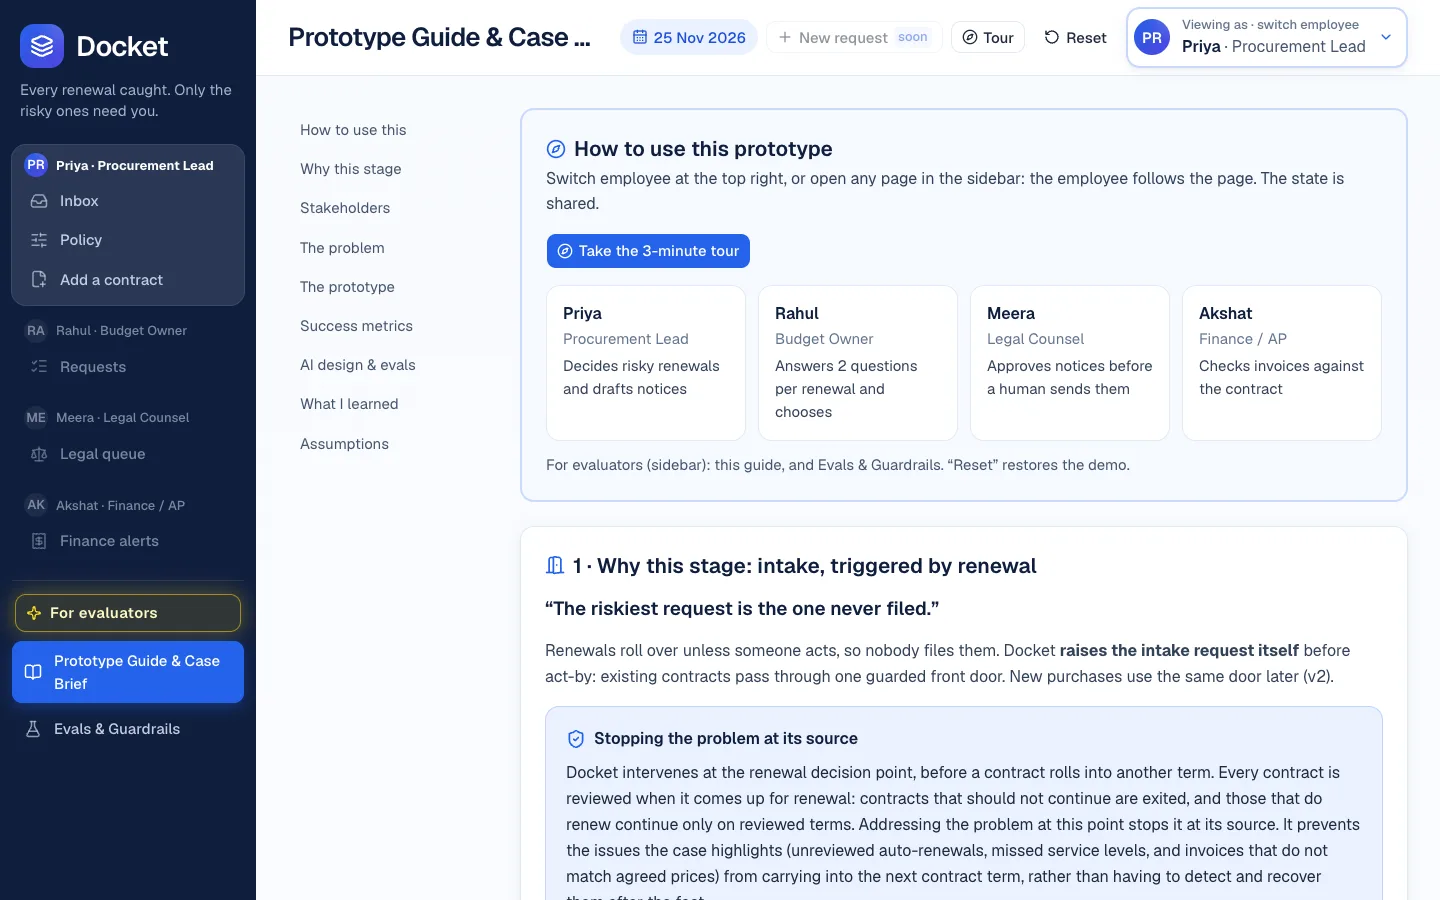 Docket
Every renewal caught. Only the
risky ones need you.
PR Priya · Procurement Lead
Inbox
Policy
Add a contract
RA Rahul · Budget Owner
Requests
ME Meera · Legal Counsel
Legal queue
AK Akshat · Finance / AP
Finance alerts
For evaluators
Prototype Guide & Case
Brief
Evals & Guardrails
Prototype Guide & Case ...
25 Nov 2026
New request soon
Tour
Reset
PR
Viewing as · switch employee
Priya · Procurement Lead
How to use this
Why this stage
Stakeholders
The problem
The prototype
Success metrics
AI design & evals
What I learned
Assumptions
How to use this prototype
Switch employee at the top right, or open any page in the sidebar: the employee follows the page. The state is
shared.
Take the 3-minute tour
Priya
Procurement Lead
Decides risky renewals
and drafts notices
Rahul
Budget Owner
Answers 2 questions
per renewal and
chooses
Meera
Legal Counsel
Approves notices before
a human sends them
Akshat
Finance / AP
Checks invoices against
the contract
For evaluators (sidebar): this guide, and Evals & Guardrails. “Reset” restores the demo.
1 · Why this stage: intake, triggered by renewal
“The riskiest request is the one never filed.”
Renewals roll over unless someone acts, so nobody files them. Docket raises the intake request itself before
act-by: existing contracts pass through one guarded front door. New purchases use the same door later (v2).
Stopping the problem at its source
Docket intervenes at the renewal decision point, before a contract rolls into another term. Every contract is
reviewed when it comes up for renewal: contracts that should not continue are exited, and those that do
renew continue only on reviewed terms. Addressing the problem at this point stops it at its source. It prevents
the issues the case highlights (unreviewed auto-renewals, missed service levels, and invoices that do not
match agreed prices) from carrying into the next contract term, rather than having to detect and recover
them after the fact.